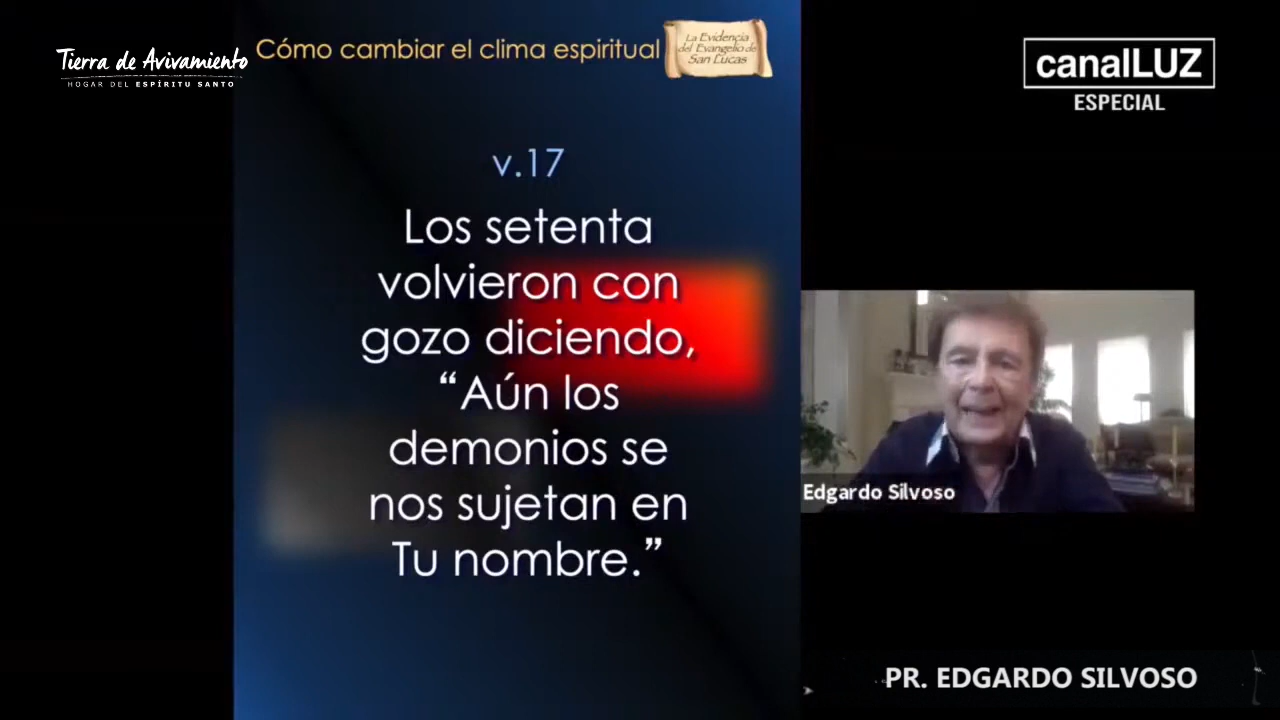 Tierra de Avivamiento
HOGAR DEL ESPÍRITU SANTO
Cómo cambiar el clima espiritual
La Evidencia
del Evangelio de
San Lucas
canalLUZ
ESPECIAL
v.17
Los setenta
volvieron con
gozo diciendo,
“Aún los
demonios se
nos sujetan en
Tu nombre.”
Edgardo Silvoso
PR. EDGARDO SILVOSO